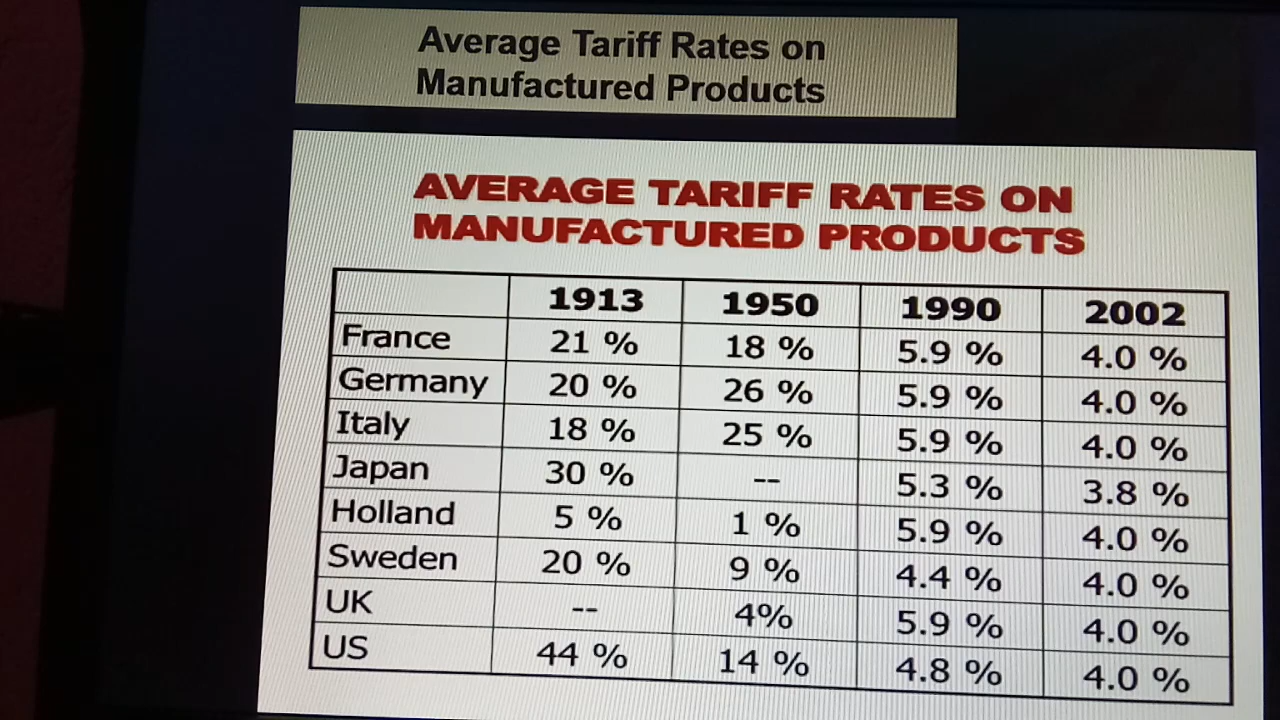 Average Tariff Rates on
Manufactured Products
AVERAGE TARIFF RATES ON
MANUFACTURED PRODUCTS
1913 1950 1990 2002
France 21 % 18 % 5.9 % 4.0 %
Germany 20 % 26 % 5.9 % 4.0 %
Italy 18 % 25 % 5.9 % 4.0 %
Japan 30 % -- 5.3 % 3.8 %
Holland 5 % 1 % 5.9 % 4.0 %
Sweden 20 % 9 % 4.4 % 4.0 %
UK -- 4% 5.9 % 4.0 %
US 44 % 14 % 4.8 % 4.0 %